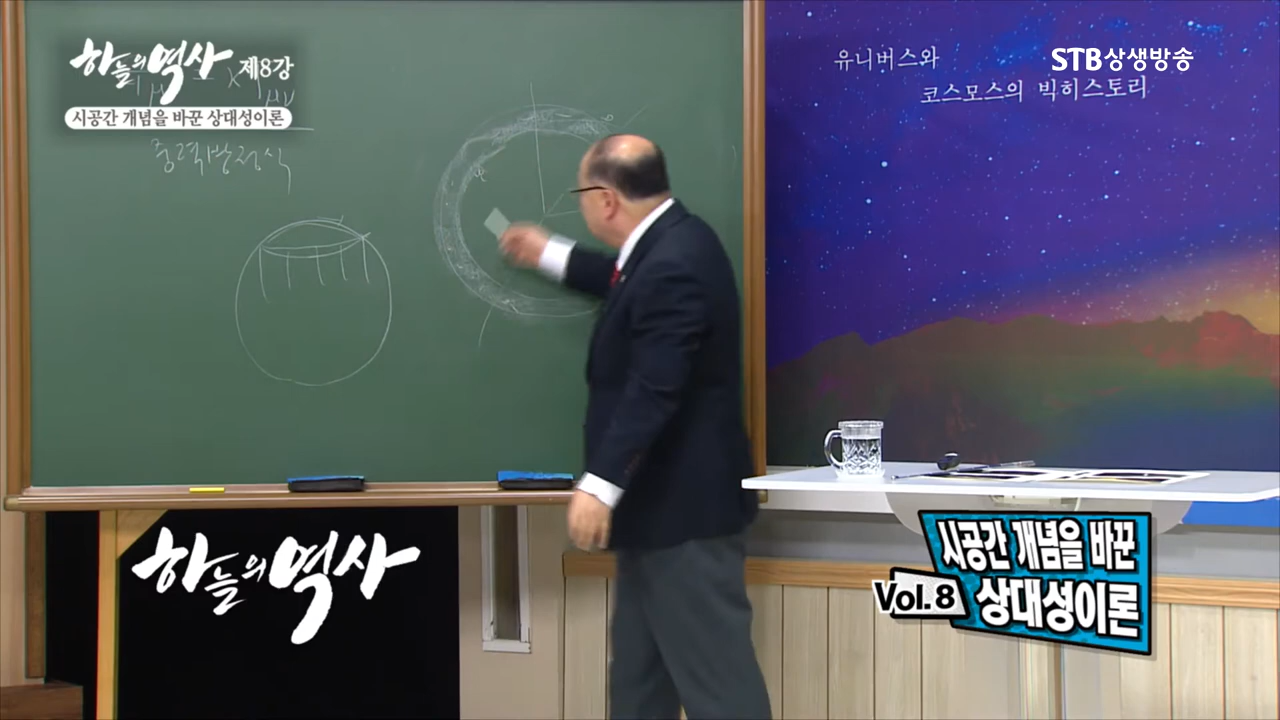 하늘의 역사 제8강
시공간 개념을 바꾼 상대성이론
중력방정식
유니버스와
코스모스의 빅히스토리
STB상생방송
하늘의 역사
시공간 개념을 바꾼
Vol. 8 상대성이론